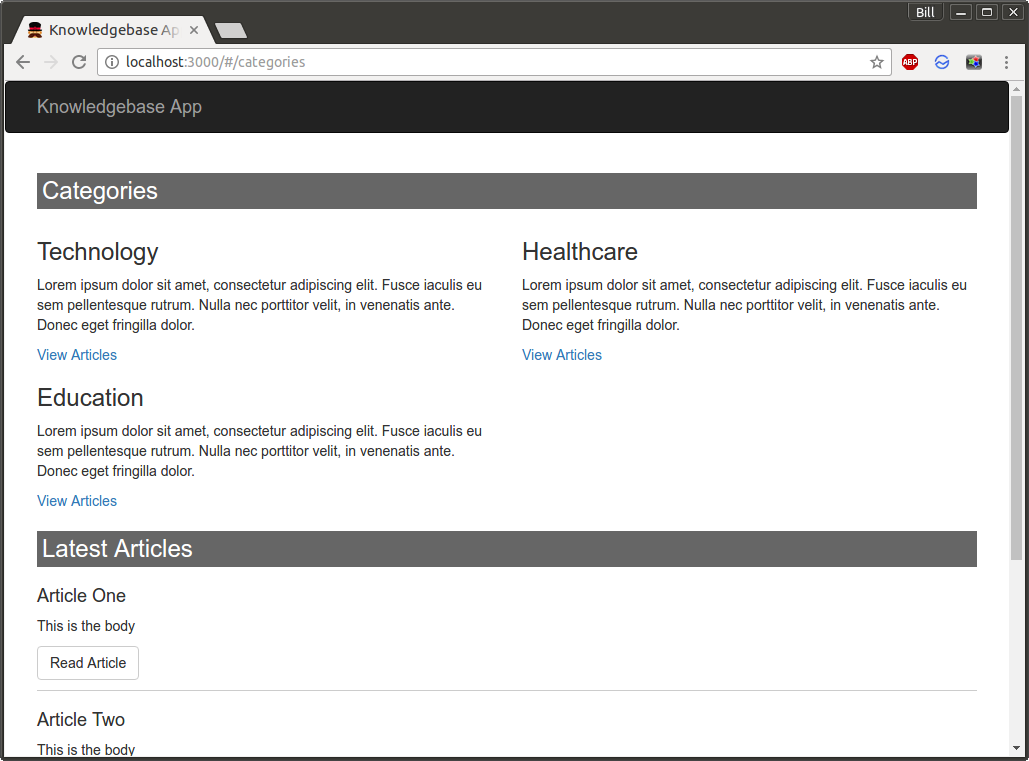 Bill
Knowledgebase Ap
localhost:3000/#/categories
ABP
Knowledgebase App
Categories
Technology
Lorem ipsum dolor sit amet, consectetur adipiscing elit. Fusce iaculis eu
sem pellentesque rutrum. Nulla nec porttitor velit, in venenatis ante.
Donec eget fringilla dolor.
View Articles
Healthcare
Lorem ipsum dolor sit amet, consectetur adipiscing elit. Fusce iaculis eu
sem pellentesque rutrum. Nulla nec porttitor velit, in venenatis ante.
Donec eget fringilla dolor.
View Articles
Education
Lorem ipsum dolor sit amet, consectetur adipiscing elit. Fusce iaculis eu
sem pellentesque rutrum. Nulla nec porttitor velit, in venenatis ante.
Donec eget fringilla dolor.
View Articles
Latest Articles
Article One
This is the body
Read Article
Article Two
This is the body